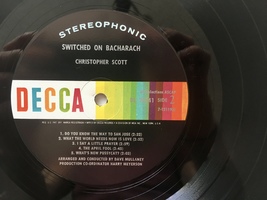 STEREOPHONIC
SWITCHED ON BACHARACH
CHRISTOPHER SCOTT
DECCA
1. DO YOU KNOW THE WAY TO SAN JOSE
2. WHAT THE WORLD NEEDS NOW IS LOVE
3. I SAY A LITTLE PRAYER
4. THE APRIL FOOL
5. WHAT'S NEW PUSSYCAT?
ARRANGED AND CONDUCTED BY DAVE MULLANEY
PRODUCTION CO-ORDINATOR HARRY MEYERSON